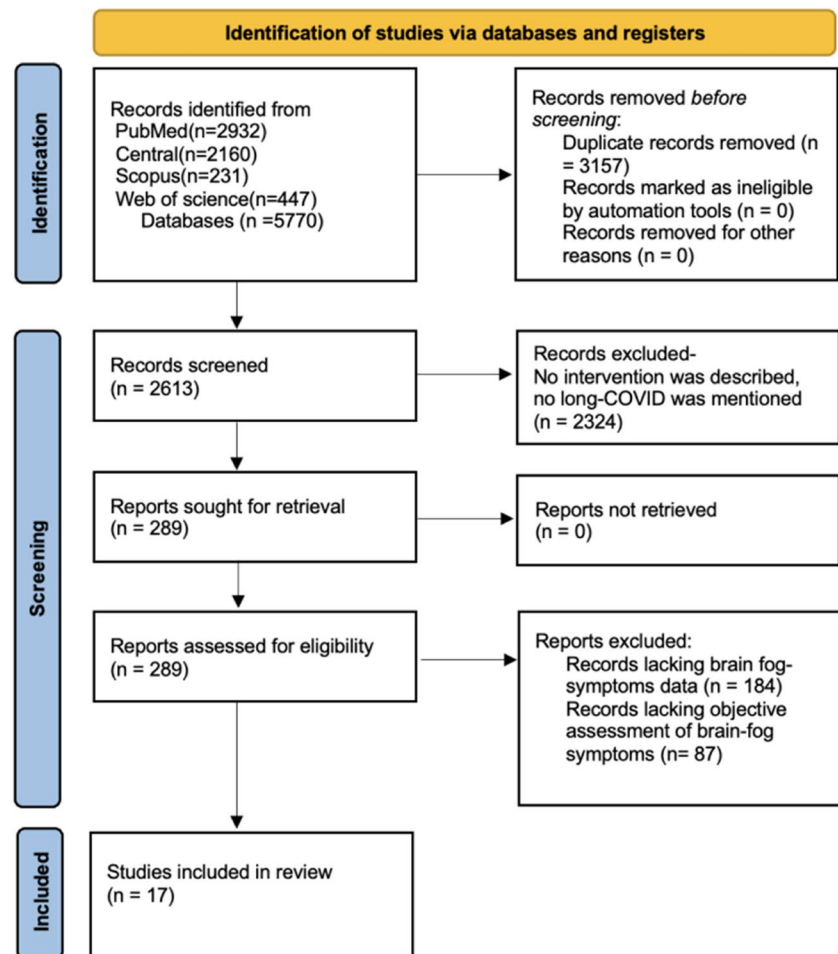 Identification of studies via databases and registers
Identification
Records identified from
PubMed(n=2932)
Central(n=2160)
Scopus(n=231)
Web of science(n=447)
Databases (n =5770)
Records removed before
screening:
Duplicate records removed (n
= 3157)
Records marked as ineligible
by automation tools (n = 0)
Records removed for other
reasons (n = 0)
Screening
Records screened
(n = 2613)
Records excluded-
No intervention was described,
no long-COVID was mentioned
(n = 2324)
Reports sought for retrieval
(n = 289)
Reports not retrieved
(n = 0)
Reports assessed for eligibility
(n = 289)
Reports excluded:
Records lacking brain fog-
symptoms data (n = 184)
Records lacking objective
assessment of brain-fog
symptoms (n= 87)
Included
Studies included in review
(n = 17)